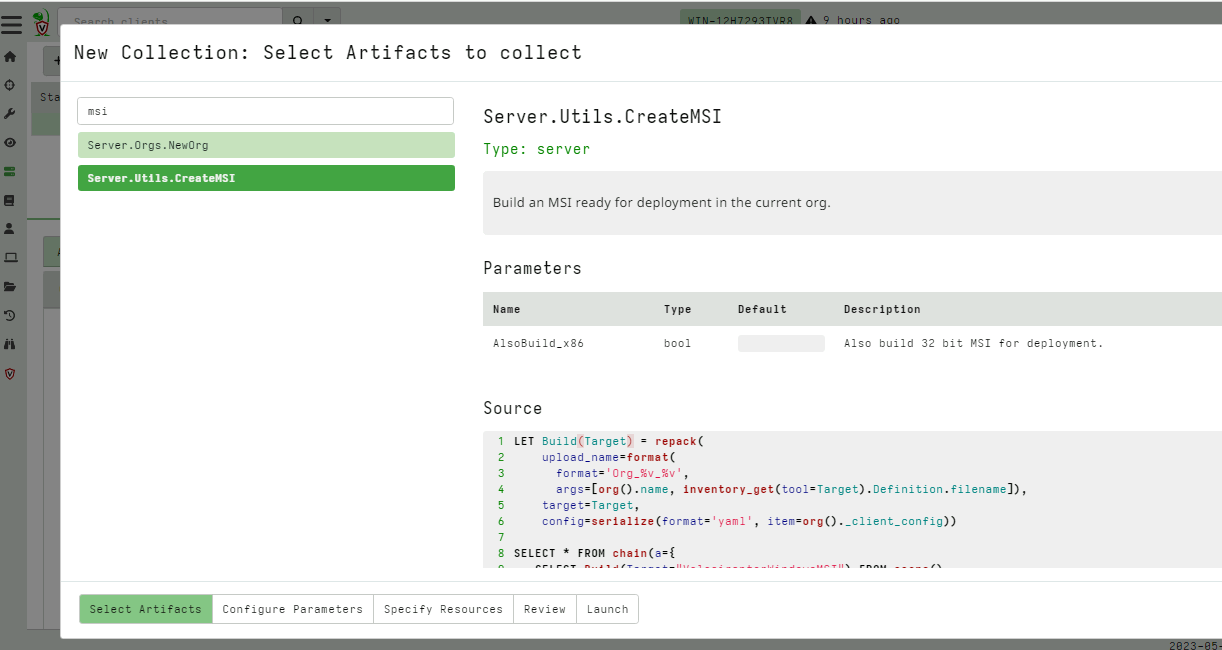 Search clients
WIN-12H7293TVR8 9 hours ago
New Collection: Select Artifacts to collect
Sta
msi
Server.Orgs.NewOrg
Server.Utils.CreateMSI
Server.Utils.CreateMSI
Type: server
Build an MSI ready for deployment in the current org.
Parameters
Name Type Default Description
AlsoBuild_x86 bool Also build 32 bit MSI for deployment.
Source
1 LET Build(Target) = repack(
2 upload_name=format(
3 format='Org_%v_%v',
4 args=[org().name, inventory_get(tool=Target).Definition.filename]),
5 target=Target,
6 config=serialize(format='yaml', item=org()._client_config))
7
8 SELECT * FROM chain(a={
9 SELECT Build(Target="VelociraptorWindowsMSI") FROM scope()
Select Artifacts Configure Parameters Specify Resources Review Launch
2023-05-